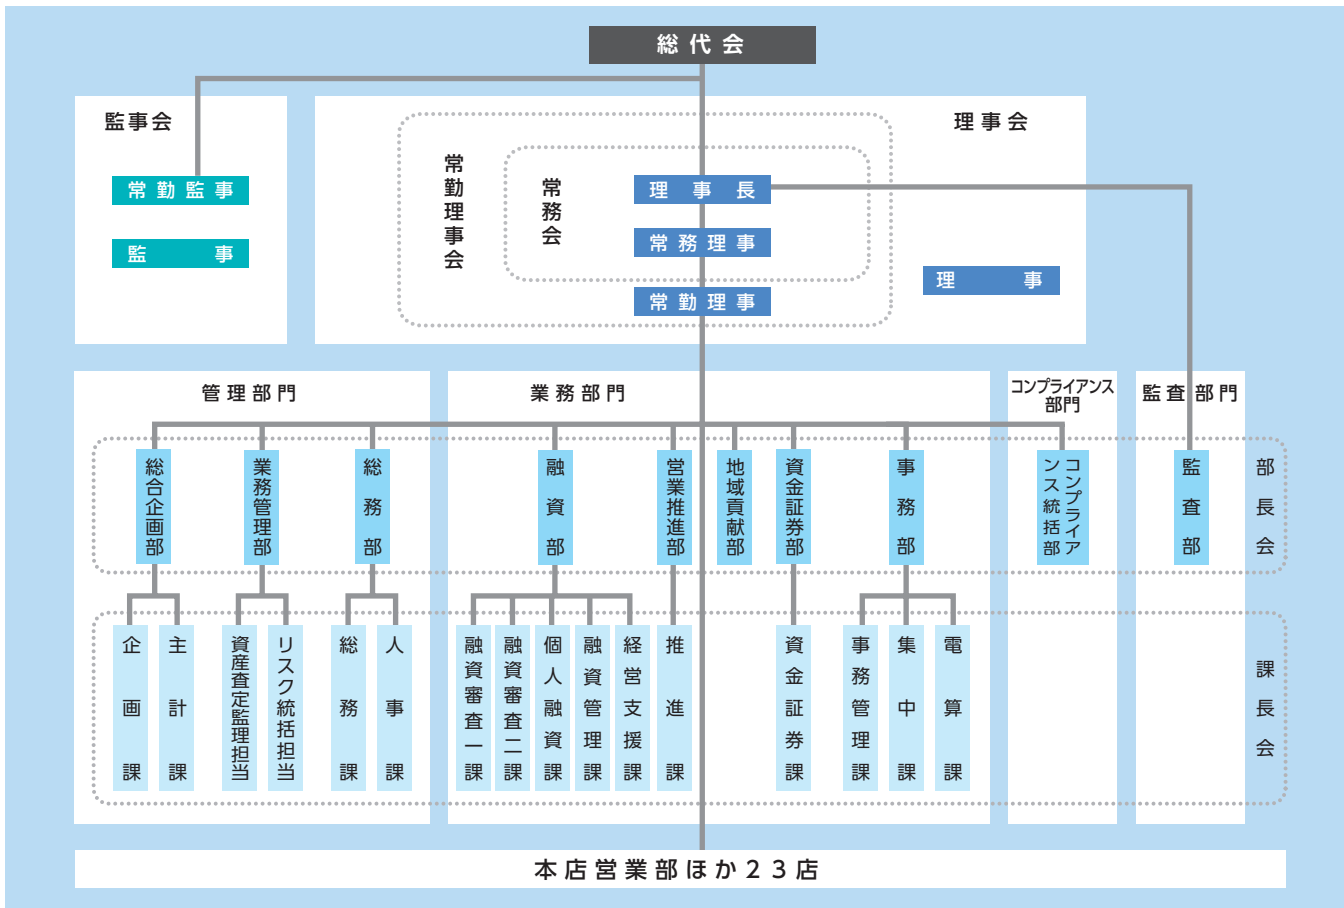 総代会
監事会
常勤監事
監事
理事会
常勤理事会
常務会
理事長
常務理事
常勤理事
理事
管理部門
業務部門
コンプライアンス
部門
監査部門
総合企画部
業務管理部
総務部
融資部
営業推進部
地域貢献部
資金証券部
事務部
コンプライア
ンス統括部
監査部
部長会
企画課
主計課
資産査定監理担当
リスク統括担当
総務課
人事課
融資審査一課
融資審査二課
個人融資課
融資管理課
経営支援課
推進課
資金証券課
事務管理課
集中課
電算課
課長会
本店営業部ほか23店